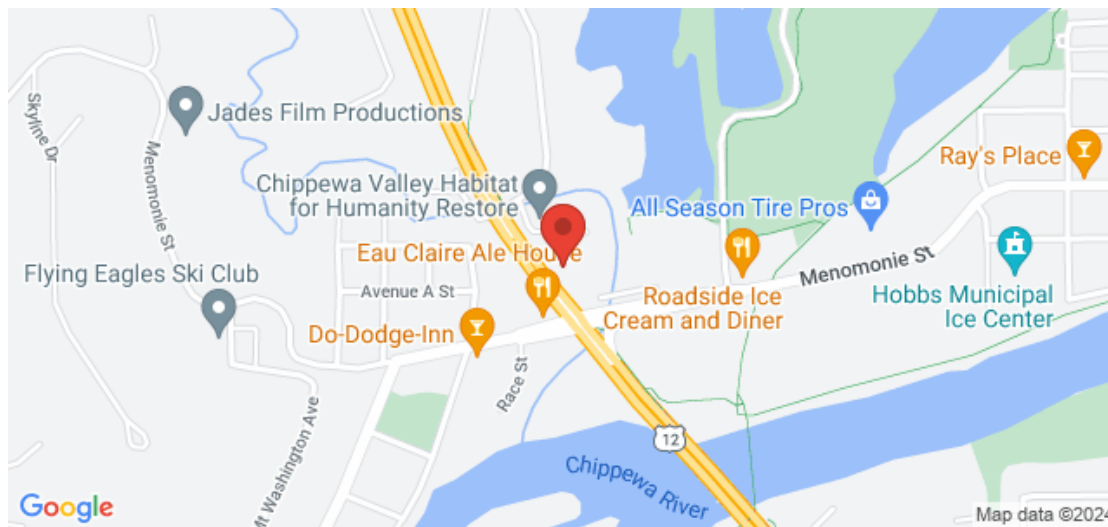 Jades Film Productions
Skyline Dr
Menomonie St
Chippewa Valley Habitat
for Humanity Restore
Ray's Place
All Season Tire Pros
Eau Claire Ale House
Menomonie St
Flying Eagles Ski Club
Avenue A St
Roadside Ice
Cream and Diner
Hobbs Municipal
Ice Center
Do-Dodge-Inn
Race St
12
Mt Washington Ave
Chippewa River
Google
Map data ©2024